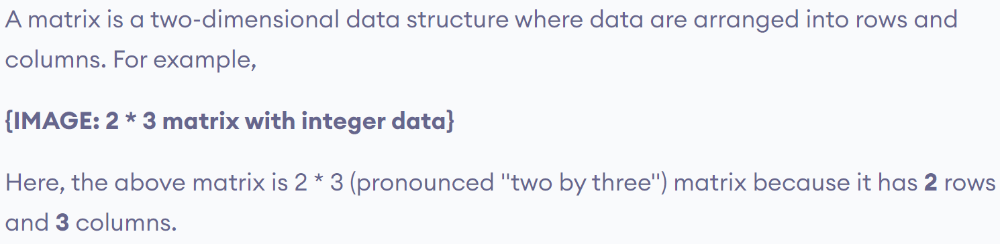 A matrix is a two-dimensional data structure where data are arranged into rows and
columns. For example,
{IMAGE: 2 * 3 matrix with integer data}
Here, the above matrix is 2 * 3 (pronounced "two by three") matrix because it has 2 rows
and 3 columns.